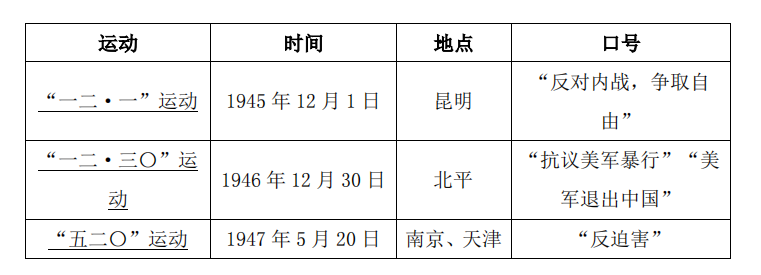 运动 时间 地点 口号
“一二·一”运动 1945 年 12 月 1 日 昆明 “反对内战，争取自
由”
“一二·三〇”运
动 1946 年 12 月 30 日 北平 “抗议美军暴行”“美
军退出中国”
“五二〇”运动 1947 年 5 月 20 日 南京、天津 “反迫害”